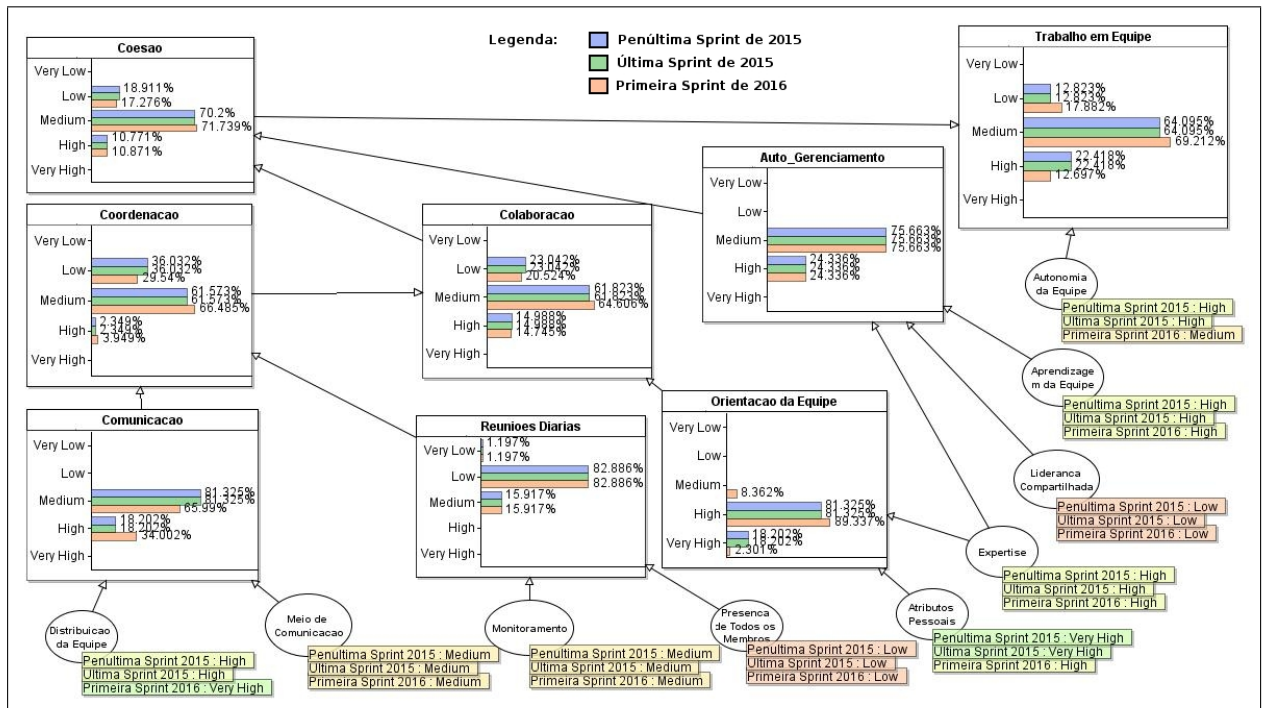 Legenda:
Penúltima Sprint de 2015
Última Sprint de 2015
Primeira Sprint de 2016
Coesao
Very Low
Low
18.911%
17.276%
Medium
70.2%
71.739%
High
10.771%
10.871%
Very High
Trabalho em Equipe
Very Low
Low
12.823%
12.823%
17.882%
Medium
64.095%
64.095%
69.212%
High
22.418%
22.418%
12.697%
Very High
Auto_Gerenciamento
Very Low
Low
Medium
75.663%
75.663%
75.663%
High
24.336%
24.336%
24.336%
Very High
Coordenacao
Very Low
Low
36.032%
36.032%
29.54%
Medium
61.573%
61.573%
66.485%
High
2.349%
2.349%
3.949%
Very High
Colaboracao
Very Low
Low
23.042%
23.042%
20.524%
Medium
61.823%
61.823%
64.606%
High
14.988%
14.988%
14.745%
Very High
Autonomia
da Equipe
Penultima Sprint 2015 : High
Ultima Sprint 2015 : High
Primeira Sprint 2016 : Medium
Aprendizage
m da Equipe
Penultima Sprint 2015 : High
Ultima Sprint 2015 : High
Primeira Sprint 2016 : High
Comunicacao
Very Low
Low
Medium
81.325%
81.325%
65.99%
High
18.202%
18.202%
34.002%
Very High
Reunioes Diarias
Very Low
1.197%
1.197%
Low
82.886%
82.886%
Medium
15.917%
15.917%
High
Very High
Orientacao da Equipe
Very Low
Low
Medium
8.362%
High
81.325%
81.325%
89.337%
Very High
18.202%
18.202%
2.301%
Lideranca
Compartilhada
Penultima Sprint 2015 : Low
Ultima Sprint 2015 : Low
Primeira Sprint 2016 : Low
Expertise
Penultima Sprint 2015 : High
Ultima Sprint 2015 : High
Primeira Sprint 2016 : High
Distribuicao
da Equipe
Penultima Sprint 2015 : High
Ultima Sprint 2015 : High
Primeira Sprint 2016 : Very High
Meio de
Comunicacao
Penultima Sprint 2015 : Medium
Ultima Sprint 2015 : Medium
Primeira Sprint 2016 : Medium
Monitoramento
Penultima Sprint 2015 : Medium
Ultima Sprint 2015 : Medium
Primeira Sprint 2016 : Medium
Presenca
de Todos os
Membros
Penultima Sprint 2015 : Low
Ultima Sprint 2015 : Low
Primeira Sprint 2016 : Low
Atributos
Pessoais
Penultima Sprint 2015 : Very High
Ultima Sprint 2015 : Very High
Primeira Sprint 2016 : High